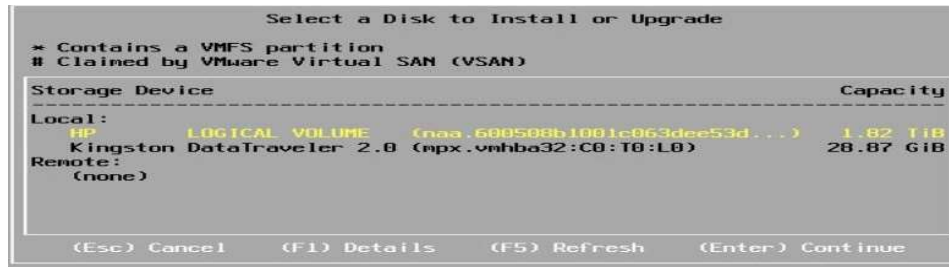 Select a Disk to Install or Upgrade
* Contains a VMFS partition
# Claimed by VMware Virtual SAN (VSAN)
Storage Device Capacity
Local:
HP LOGICAL VOLUME (naa.600508b1001c063dee53d...) 1.82 TiB
Kingston DataTraveler 2.0 (mpx.vmhba32:C0:T0:L0) 28.87 GiB
Remote:
(none)
(Esc) Cancel (F1) Details (F5) Refresh (Enter) Continue